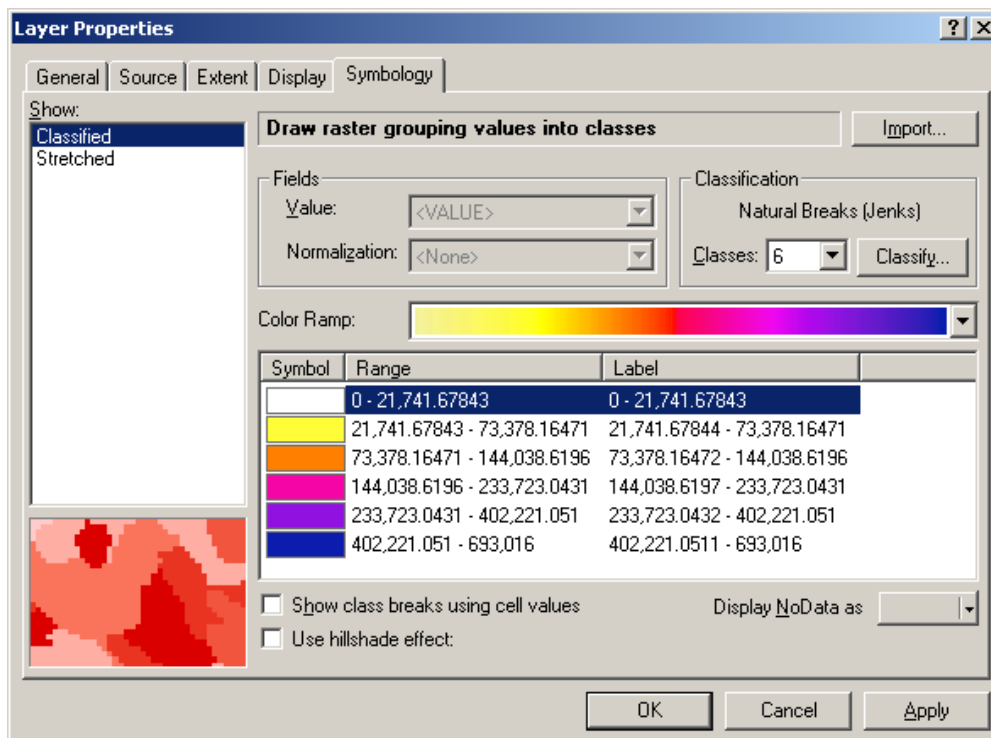 Layer Properties
General Source Extent Display Symbology
Show:
Classified
Stretched
Draw raster grouping values into classes
Import...
Fields
Value: <VALUE>
Normalization: <None>
Classification
Natural Breaks (Jenks)
Classes: 6 Classify...
Color Ramp:
Symbol Range Label
0 - 21,741.67843 0 - 21,741.67843
21,741.67843 - 73,378.16471 21,741.67844 - 73,378.16471
73,378.16471 - 144,038.6196 73,378.16472 - 144,038.6196
144,038.6196 - 233,723.0431 144,038.6197 - 233,723.0431
233,723.0431 - 402,221.051 233,723.0432 - 402,221.051
402,221.051 - 693,016 402,221.0511 - 693,016
Show class breaks using cell values Display NoData as
Use hillshade effect:
OK Cancel Apply